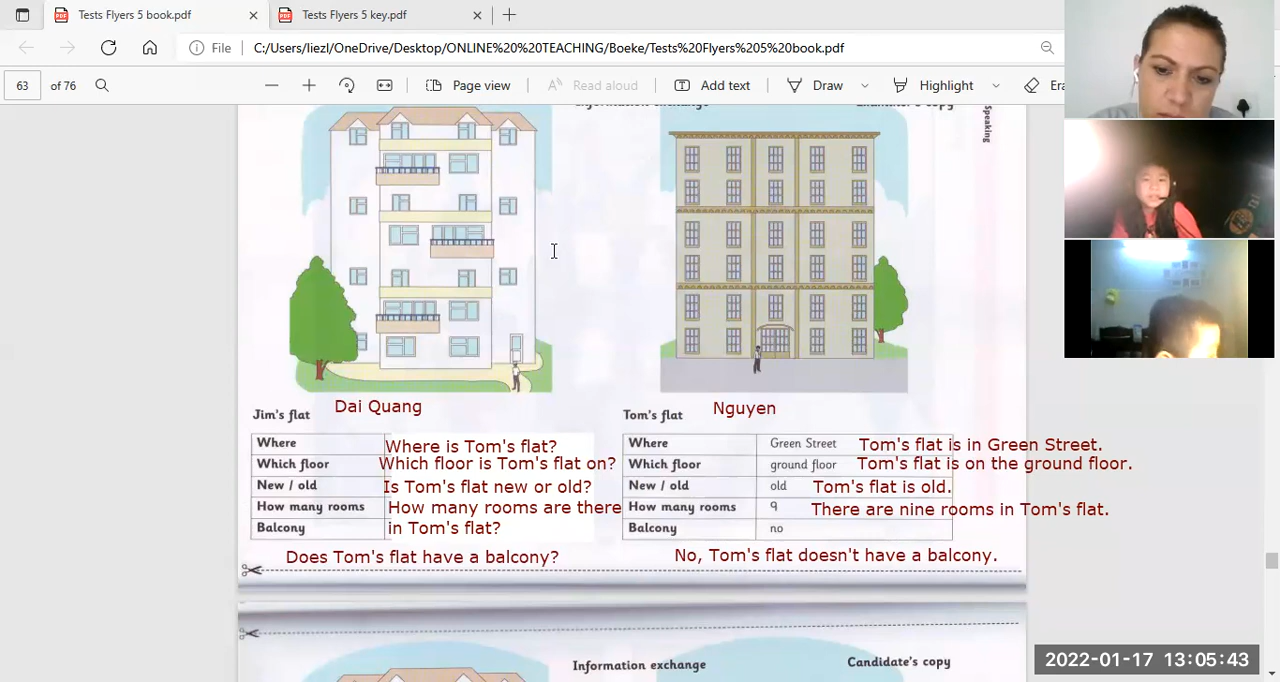 Tests Flyers 5 book.pdf
Tests Flyers 5 key.pdf
File C:/Users/liezl/OneDrive/Desktop/ONLINE%20%20TEACHING/Boeke/Tests%20Flyers%205%20book.pdf
63 of 76 Page view Read aloud Add text Draw Highlight Era
Information exchange Examiner's copy
Speaking
Jim's flat Dai Quang
Where Where is Tom's flat?
Which floor Which floor is Tom's flat on?
New / old Is Tom's flat new or old?
How many rooms How many rooms are there
Balcony in Tom's flat?
Does Tom's flat have a balcony?
Tom's flat Nguyen
Where Green Street Tom's flat is in Green Street.
Which floor ground floor Tom's flat is on the ground floor.
New / old old Tom's flat is old.
How many rooms 9 There are nine rooms in Tom's flat.
Balcony no
No, Tom's flat doesn't have a balcony.
Information exchange Candidate's copy
2022-01-17 13:05:43